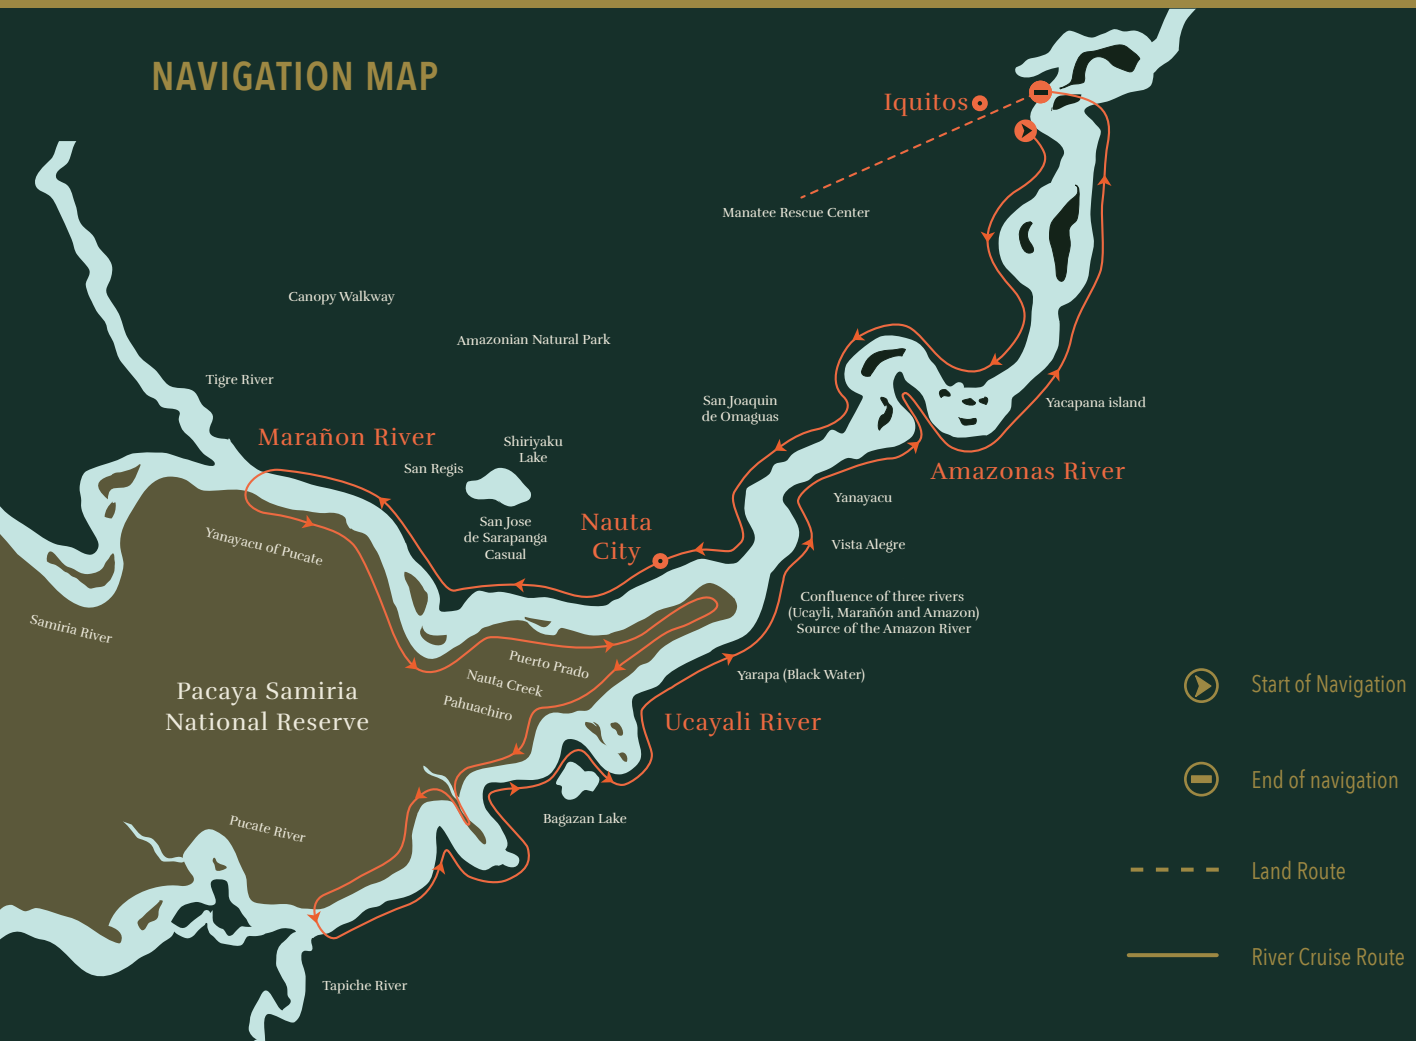 NAVIGATION MAP
Iquitos
Manatee Rescue Center
Canopy Walkway
Amazonian Natural Park
Tigre River
San Joaquin
de Omaguas
Yacapana island
Marañon River
Shiriyaku
Lake
San Regis
Amazonas River
Yanayacu
San Jose
de Sarapanga
Casual
Nauta
City
Yanayacu of Pucate
Vista Alegre
Confluence of three rivers
(Ucayli, Marañón and Amazon)
Source of the Amazon River
Samiria River
Puerto Prado
Nauta Creek
Pahuachiro
Yarapa (Black Water)
Pacaya Samiria
National Reserve
Ucayali River
Start of Navigation
End of navigation
Bagazan Lake
Pucate River
Land Route
River Cruise Route
Tapiche River